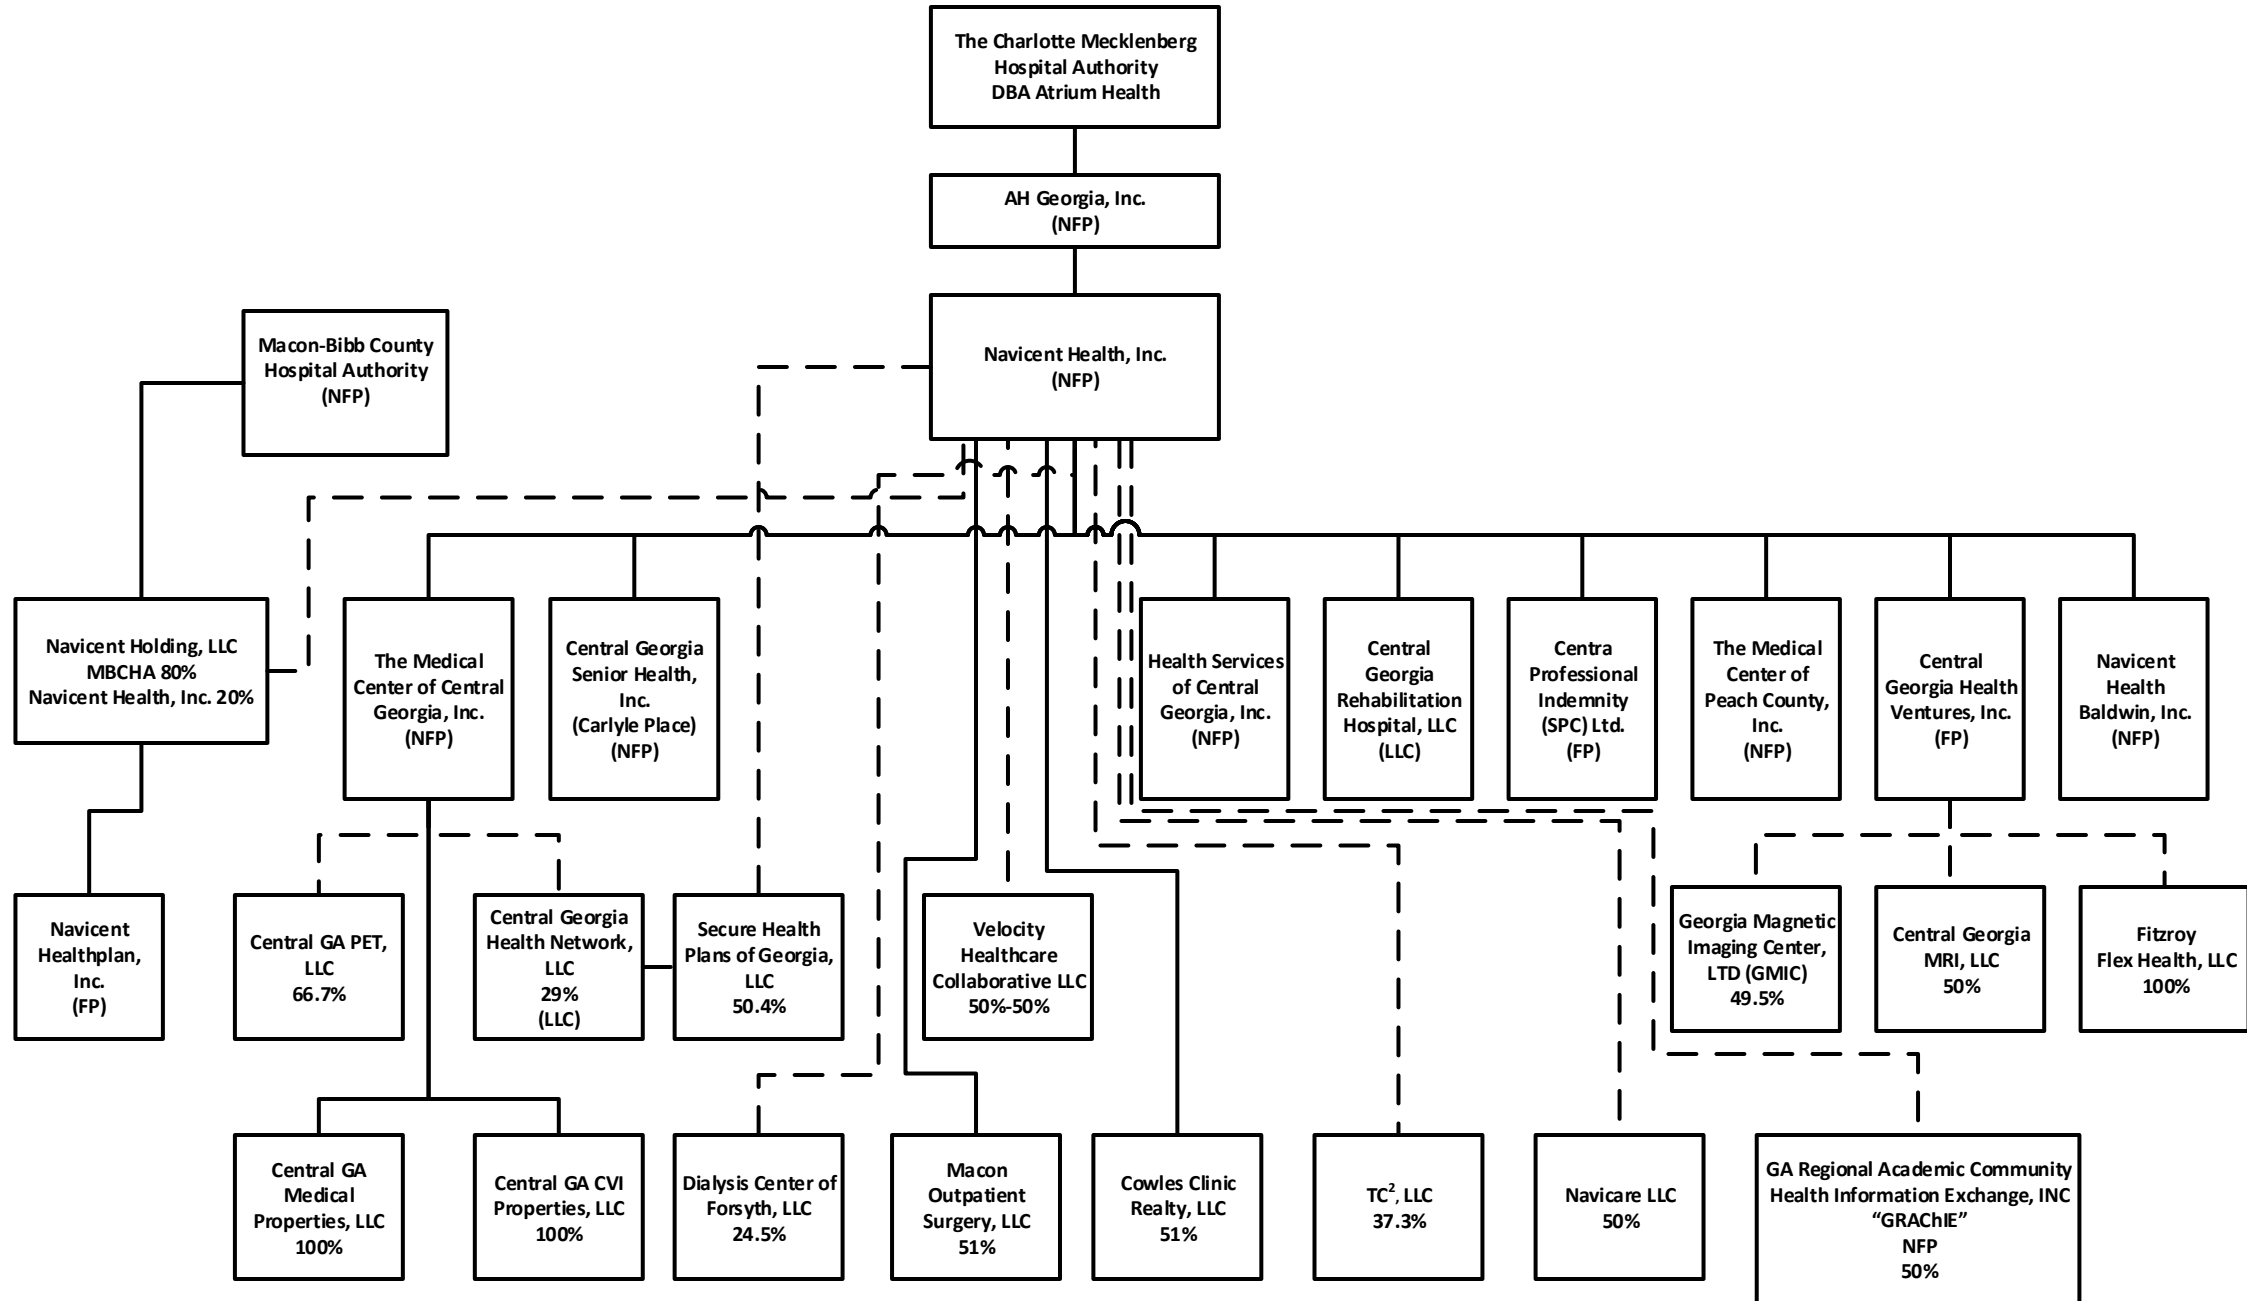 The Charlotte Mecklenberg
Hospital Authority
DBA Atrium Health
AH Georgia, Inc.
(NFP)
Macon-Bibb County
Hospital Authority
(NFP)
Navicent Health, Inc.
(NFP)
Navicent Holding, LLC
MBCHA 80%
Navicent Health, Inc. 20%
The Medical
Center of Central
Georgia, Inc.
(NFP)
Central Georgia
Senior Health,
Inc.
(Carlyle Place)
(NFP)
Health Services
of Central
Georgia, Inc.
(NFP)
Central
Georgia
Rehabilitation
Hospital, LLC
(LLC)
Centra
Professional
Indemnity
(SPC) Ltd.
(FP)
The Medical
Center of
Peach County,
Inc.
(NFP)
Central
Georgia Health
Ventures, Inc.
(FP)
Navicent
Health
Baldwin, Inc.
(NFP)
Navicent
Healthplan,
Inc.
(FP)
Central GA PET,
LLC
66.7%
Central Georgia
Health Network,
LLC
29%
(LLC)
Secure Health
Plans of Georgia,
LLC
50.4%
Velocity
Healthcare
Collaborative LLC
50%-50%
Georgia Magnetic
Imaging Center,
LTD (GMIC)
49.5%
Central Georgia
MRI, LLC
50%
Fitzroy
Flex Health, LLC
100%
Central GA
Medical
Properties, LLC
100%
Central GA CVI
Properties, LLC
100%
Dialysis Center of
Forsyth, LLC
24.5%
Macon
Outpatient
Surgery, LLC
51%
Cowles Clinic
Realty, LLC
51%
TC², LLC
37.3%
Navicare LLC
50%
GA Regional Academic Community
Health Information Exchange, INC
“GRAChIE”
NFP
50%